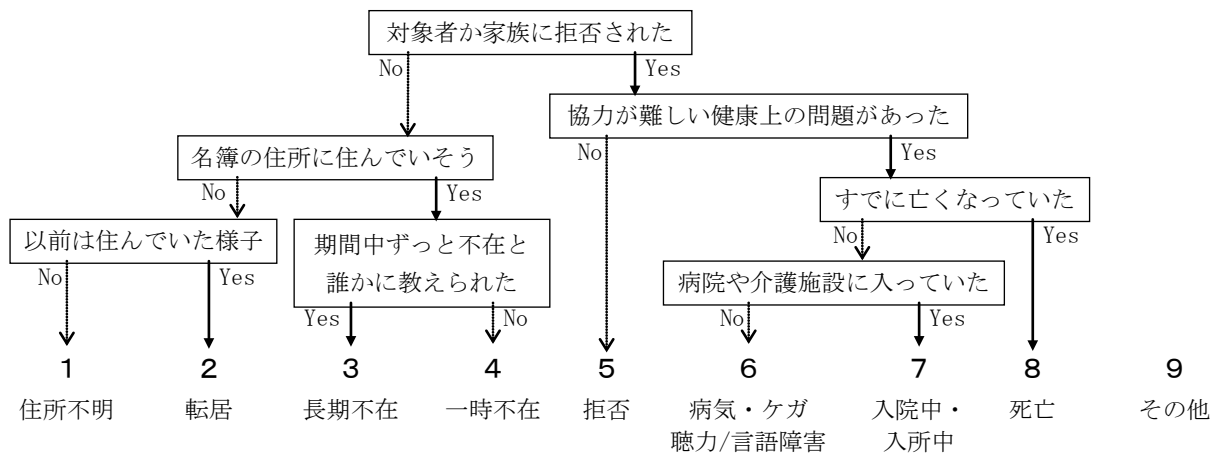 対象者か家族に拒否された
No
Yes
協力が難しい健康上の問題があった
名簿の住所に住んでいそう
No
Yes
No
Yes
すでに亡くなっていた
以前は住んでいた様子
期間中ずっと不在と
誰かに教えられた
No
Yes
病院や介護施設に入っていた
No
Yes
Yes
No
No
Yes
1
2
3
4
5
6
7
8
9
住所不明
転居
長期不在
一時不在
拒否
病気・ケガ
聴力/言語障害
入院中・
入所中
死亡
その他